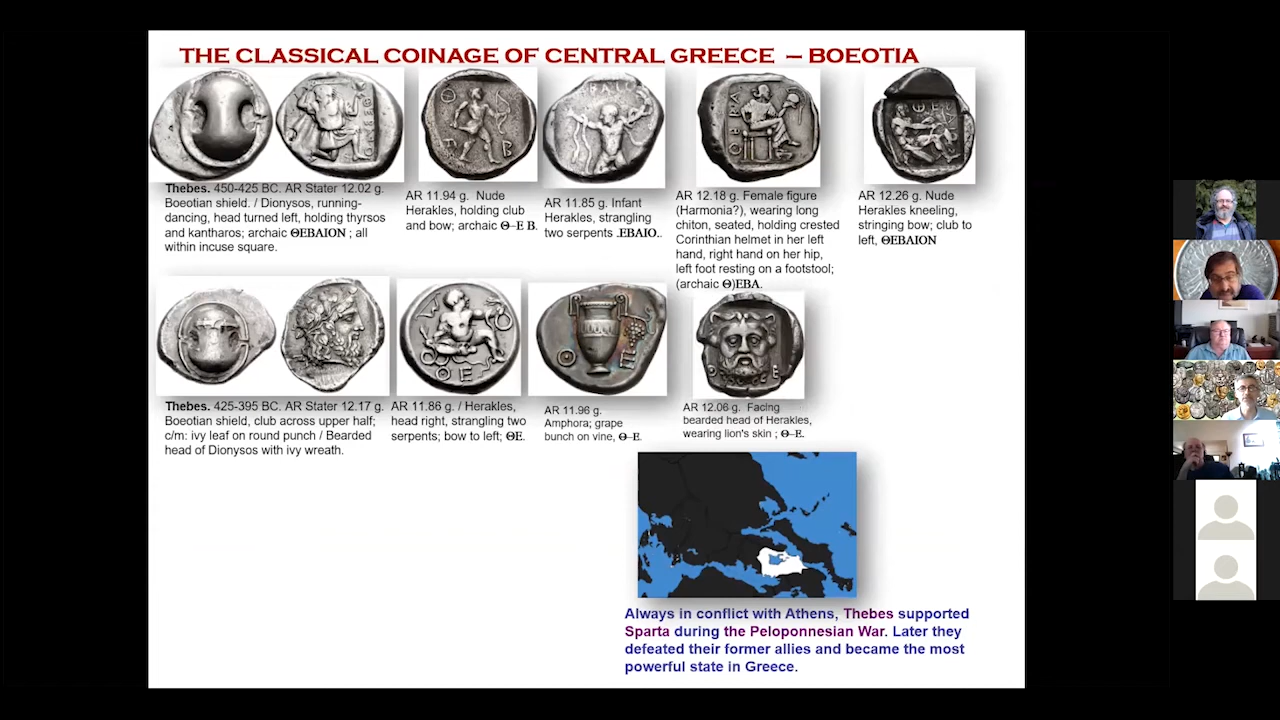 THE CLASSICAL COINAGE OF CENTRAL GREECE – BOEOTIA
Thebes. 450-425 BC. AR Stater 12.02 g.
Boeotian shield. / Dionysos, running-
dancing, head turned left, holding thyrsos
and kantharos; archaic ΘEBAION ; all
within incuse square.
AR 11.94 g. Nude
Herakles, holding club
and bow; archaic Θ–E B.
AR 11.85 g. Infant
Herakles, strangling
two serpents .EBAIO..
AR 12.18 g. Female figure
(Harmonia?), wearing long
chiton, seated, holding crested
Corinthian helmet in her left
hand, right hand on her hip,
left foot resting on a footstool;
(archaic Θ)EBA.
AR 12.26 g. Nude
Herakles kneeling,
stringing bow; club to
left, ΘEBAION
Thebes. 425-395 BC. AR Stater 12.17 g.
Boeotian shield, club across upper half;
c/m: ivy leaf on round punch / Bearded
head of Dionysos with ivy wreath.
AR 11.86 g. / Herakles,
head right, strangling two
serpents; bow to left; ΘE.
AR 11.96 g.
Amphora; grape
bunch on vine, Θ–E.
AR 12.06 g. Facing
bearded head of Herakles,
wearing lion's skin ; Θ–E.
Always in conflict with Athens, Thebes supported
Sparta during the Peloponnesian War. Later they
defeated their former allies and became the most
powerful state in Greece.